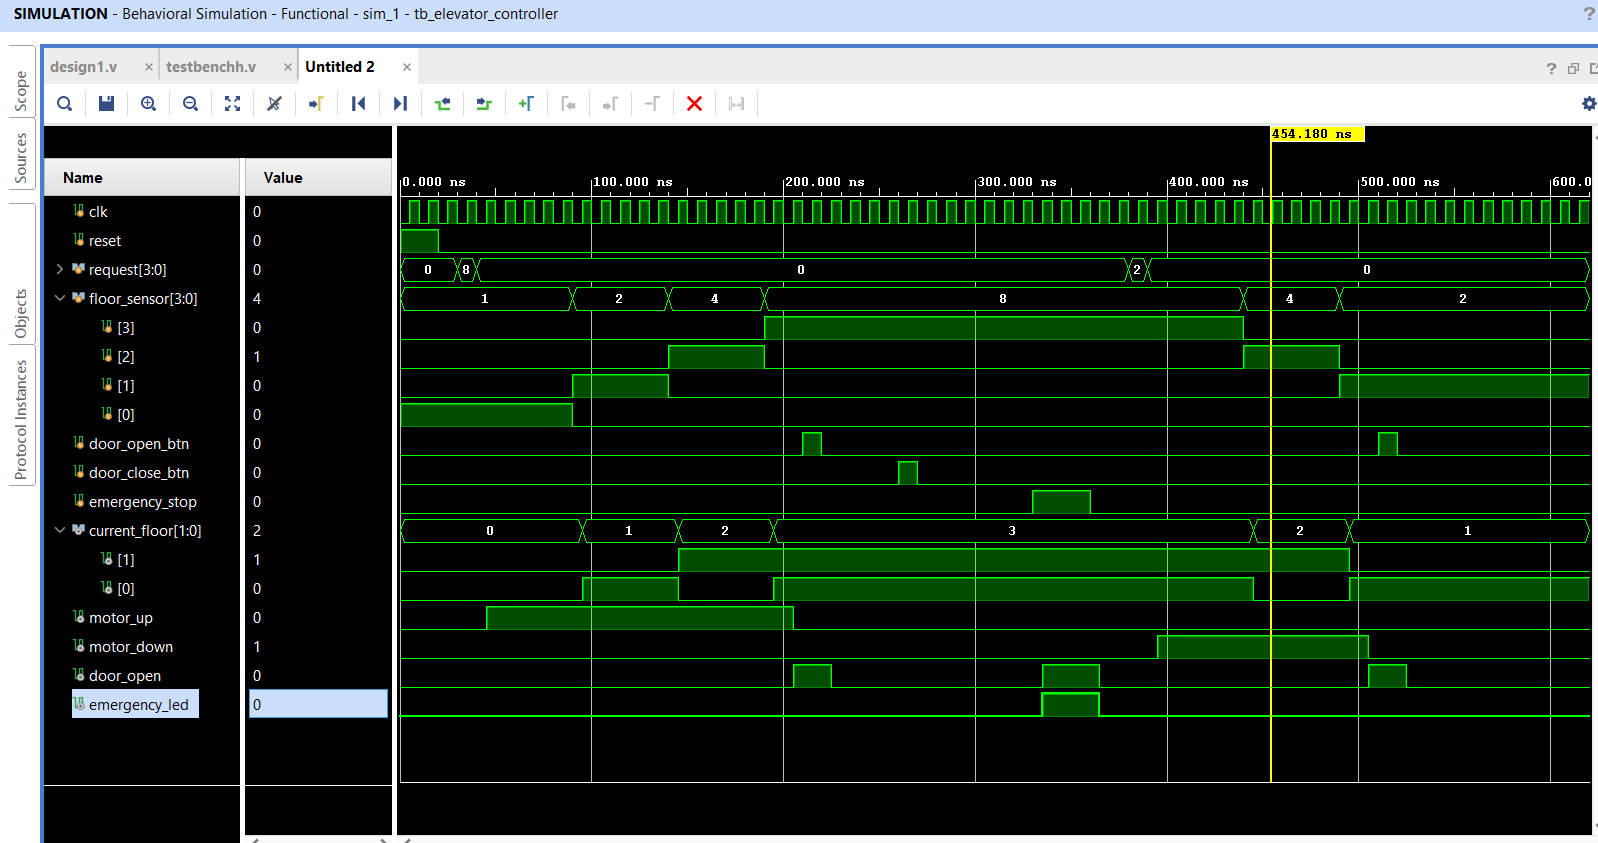 SIMULATION - Behavioral Simulation - Functional - sim_1 - tb_elevator_controller ?
Scope
Sources
Objects
Protocol Instances
design1.v × testbenchh.v × Untitled 2 × ?
454.180 ns
Name Value
0.000 ns 100.000 ns 200.000 ns 300.000 ns 400.000 ns 500.000 ns 600.0
clk 0
reset 0
request[3:0] 0 0 8 0 2 0
floor_sensor[3:0] 4 1 2 4 8 4 2
[3] 0
[2] 1
[1] 0
[0] 0
door_open_btn 0
door_close_btn 0
emergency_stop 0
current_floor[1:0] 2 0 1 2 3 2 1
[1] 1
[0] 0
motor_up 0
motor_down 1
door_open 0
emergency_led 0